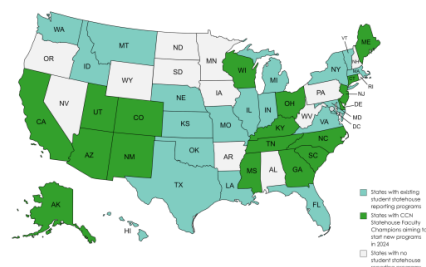 WA
MT
ND
MN
VT
ME
OR
ID
SD
WI
NY
NH
WY
MI
RI
IA
PA
NJ
NV
NE
IL
IN
OH
DE
UT
CO
WV
MD
CA
KS
MO
KY
VA
DC
TN
NC
AZ
NM
OK
AR
SC
MS
AL
GA
TX
LA
AK
HI
FL
States with existing
student statehouse
reporting programs
States with CCN
Statehouse Faculty
Champions aiming to
start new programs
in 2024
States with no
student statehouse